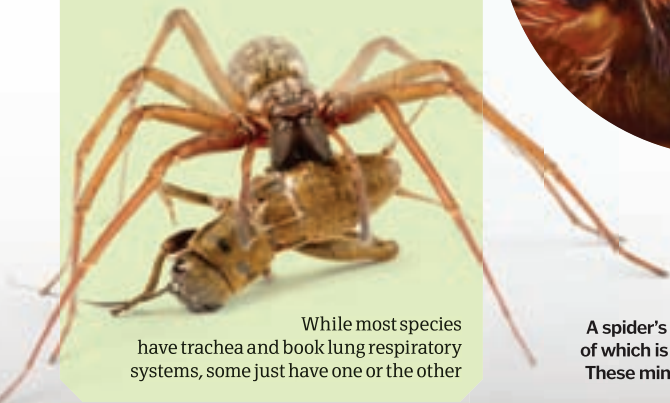 While most species
have trachea and book lung respiratory
systems, some just have one or the other
A spider's
of which is
These min